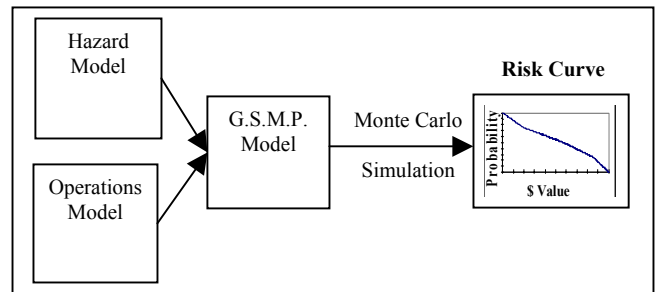 Hazard
Model
Operations
Model
G.S.M.P.
Model
Monte Carlo
Simulation
Risk Curve
Probability
$ Value